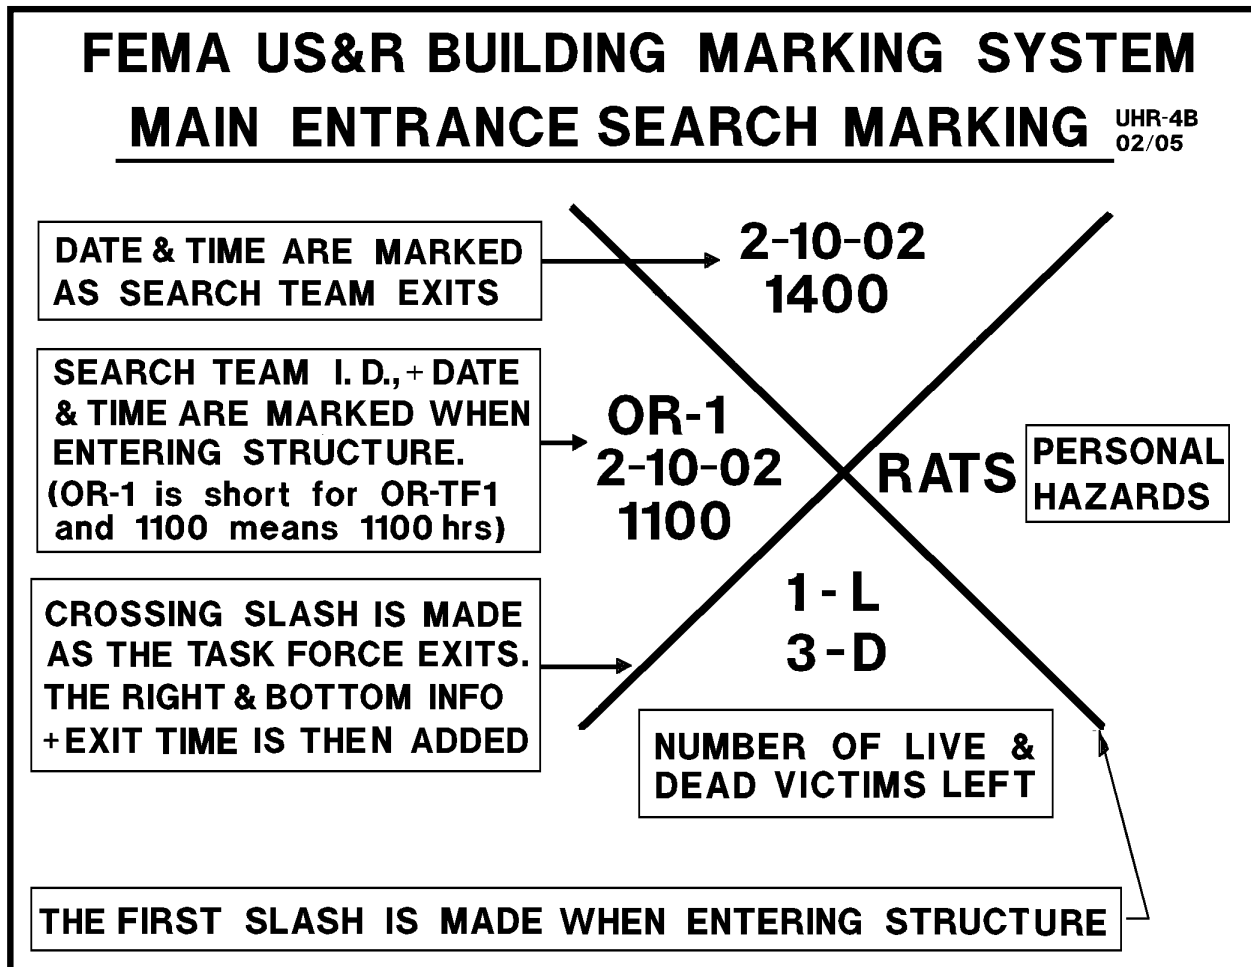 FEMA US&R BUILDING MARKING SYSTEM
MAIN ENTRANCE SEARCH MARKING
UHR-4B
02/05
DATE & TIME ARE MARKED
AS SEARCH TEAM EXITS
2-10-02
1400
SEARCH TEAM I.D.,+ DATE
& TIME ARE MARKED WHEN
ENTERING STRUCTURE.
(OR-1 is short for OR-TF1
and 1100 means 1100 hrs)
OR-1
2-10-02
1100
RATS
PERSONAL
HAZARDS
CROSSING SLASH IS MADE
AS THE TASK FORCE EXITS.
THE RIGHT & BOTTOM INFO
+EXIT TIME IS THEN ADDED
1-L
3-D
NUMBER OF LIVE &
DEAD VICTIMS LEFT
THE FIRST SLASH IS MADE WHEN ENTERING STRUCTURE